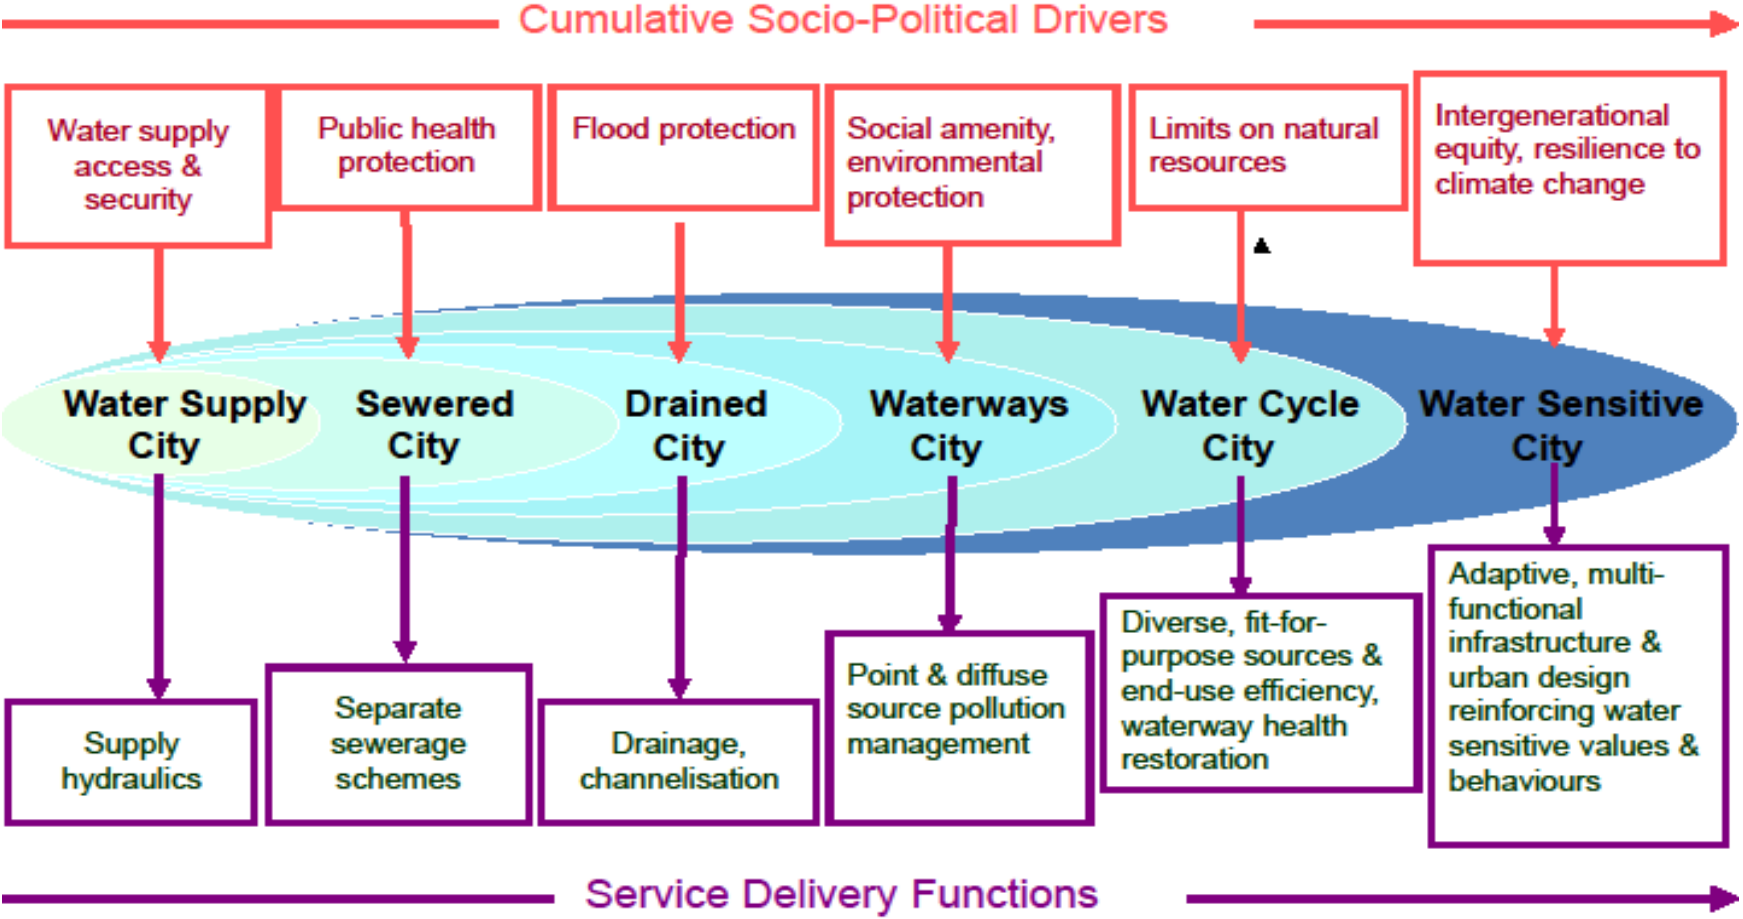 Cumulative Socio-Political Drivers
Water supply
access &
security
Public health
protection
Flood protection
Social amenity,
environmental
protection
Limits on natural
resources
Intergenerational
equity, resilience to
climate change
Water Supply
City
Sewered
City
Drained
City
Waterways
City
Water Cycle
City
Water Sensitive
City
Supply
hydraulics
Separate
sewerage
schemes
Drainage,
channelisation
Point & diffuse
source pollution
management
Diverse, fit-for-
purpose sources &
end-use efficiency,
waterway health
restoration
Adaptive, multi-
functional
infrastructure &
urban design
reinforcing water
sensitive values &
behaviours
Service Delivery Functions